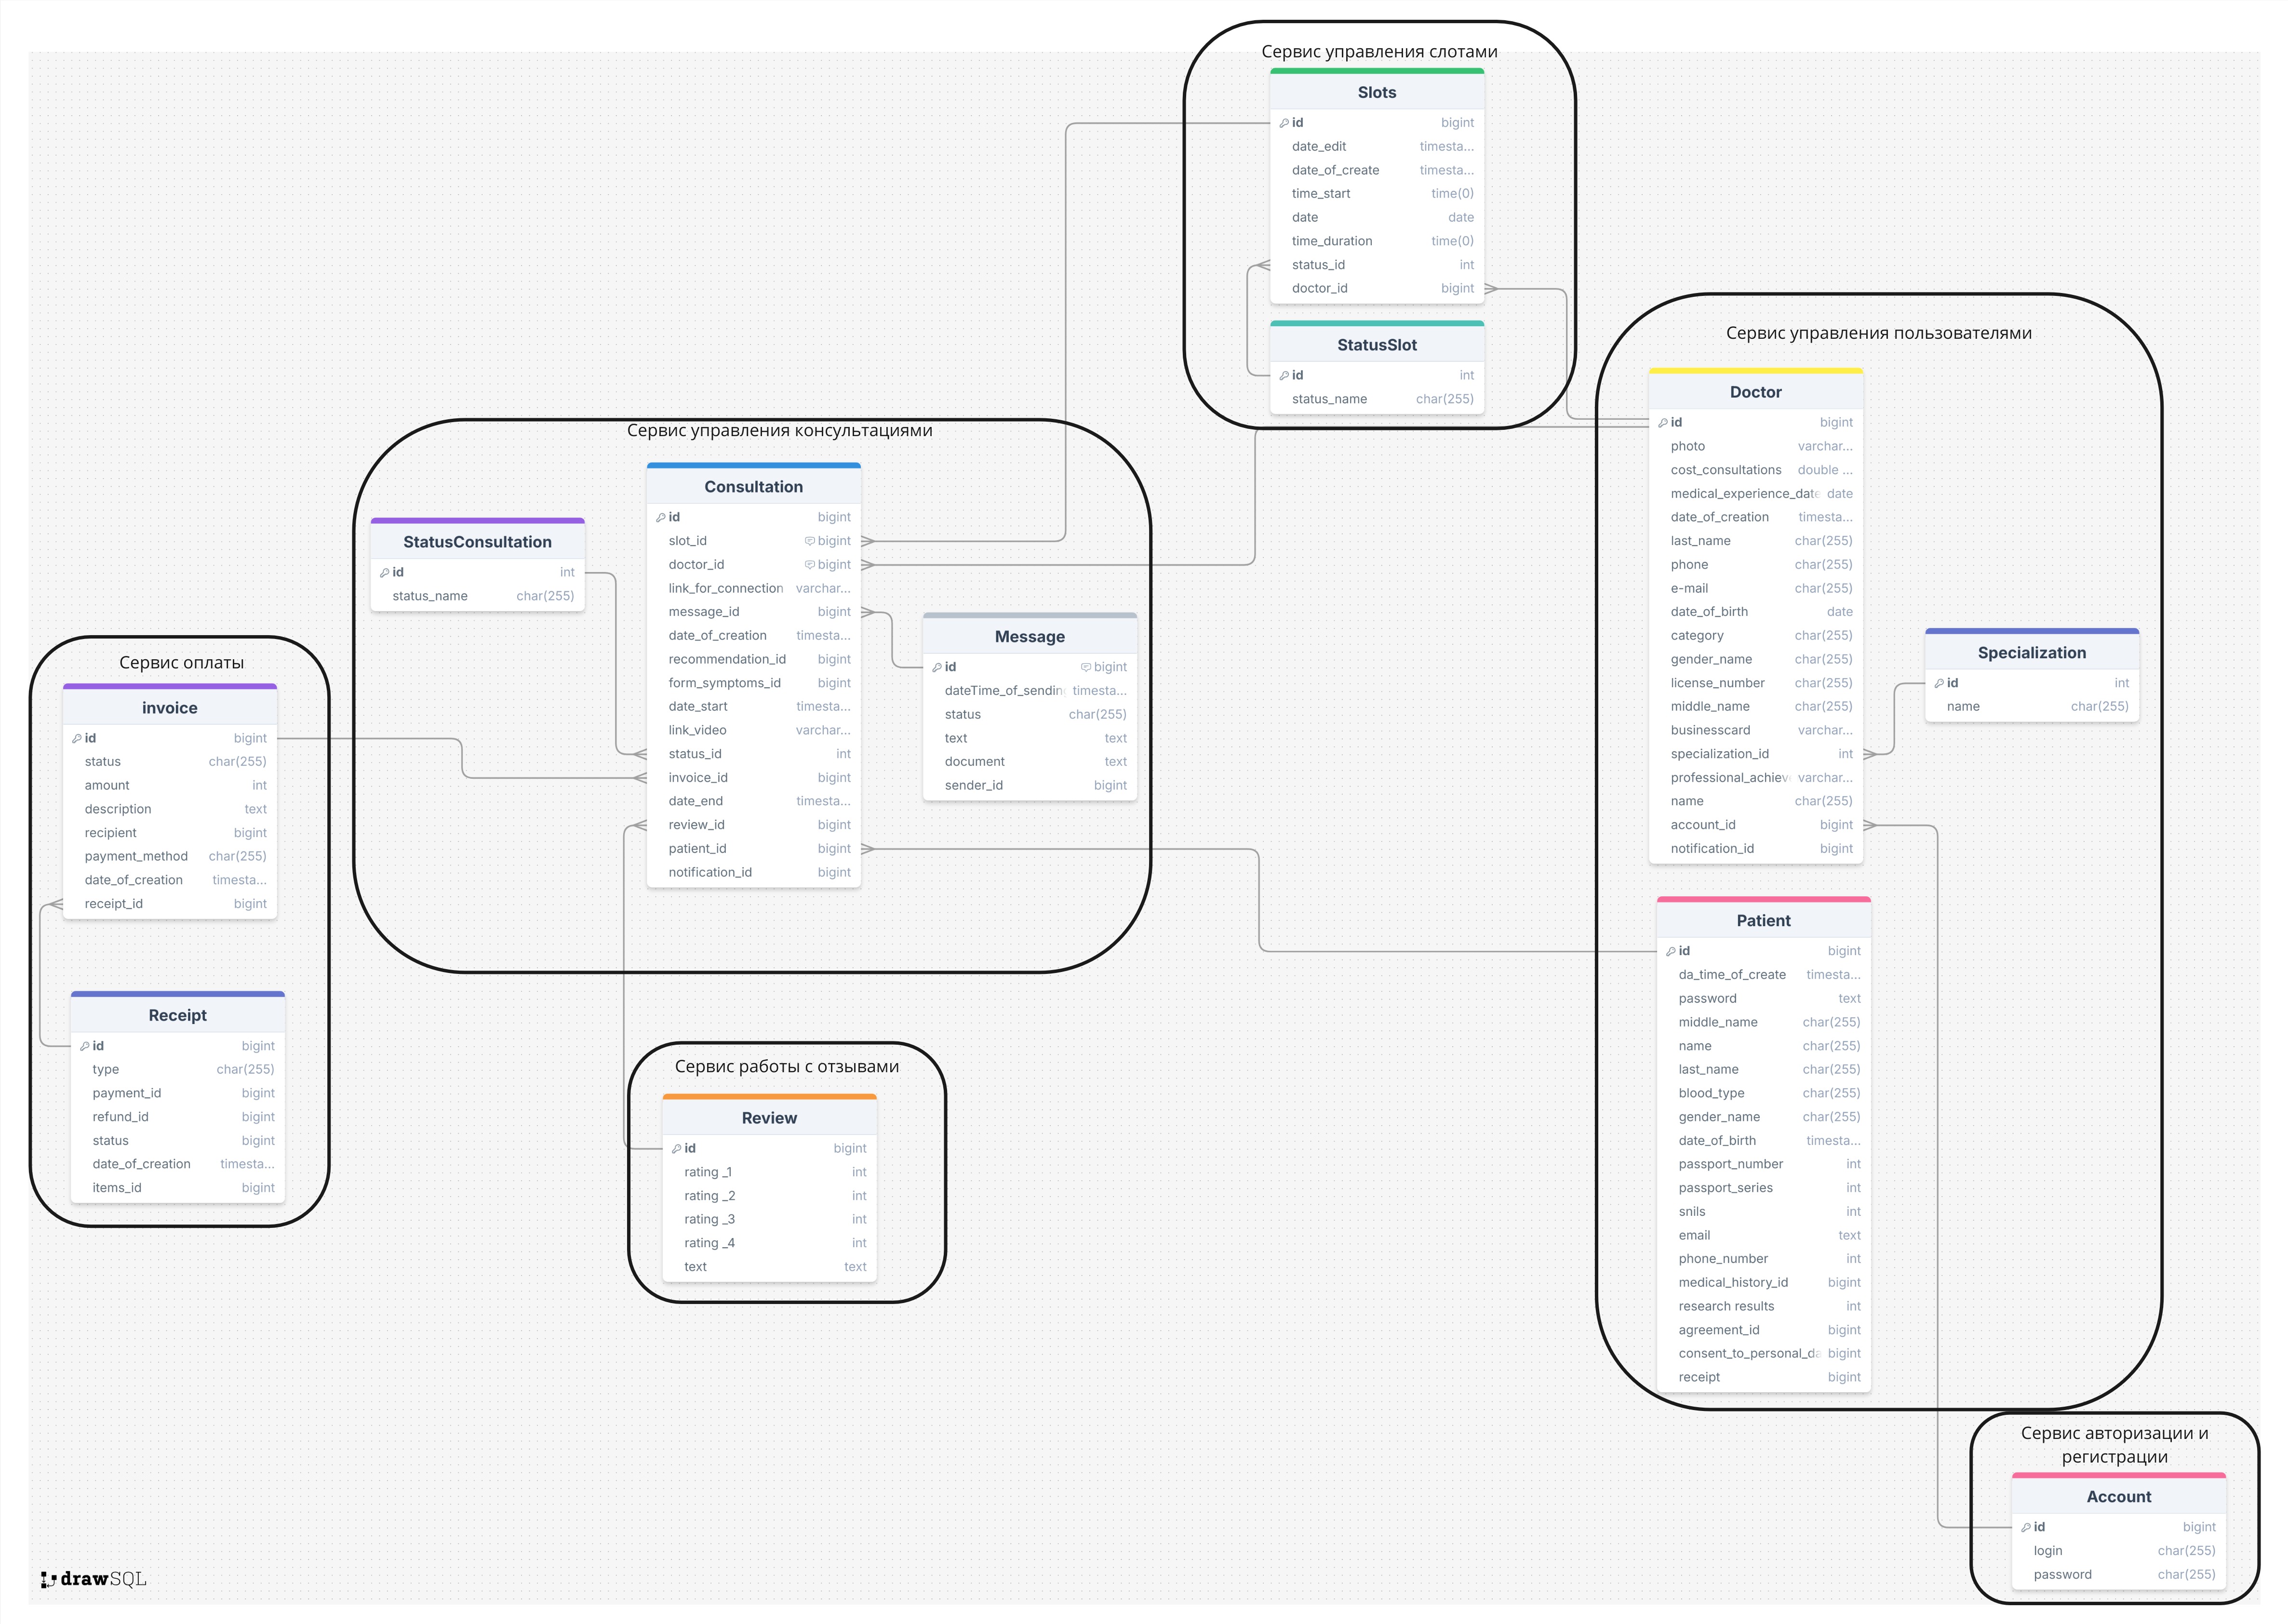 Сервис управления слотами
Slots
id bigint
date_edit timesta...
date_of_create timesta...
time_start time(0)
date date
time_duration time(0)
status_id int
doctor_id bigint
StatusSlot
id int
status_name char(255)
Сервис управления пользователями
Doctor
id bigint
photo varchar...
cost_consultations double ...
medical_experience_date date
date_of_creation timesta...
last_name char(255)
phone char(255)
e-mail char(255)
date_of_birth date
category char(255)
gender_name char(255)
license_number char(255)
middle_name char(255)
businesscard varchar...
specialization_id int
professional_achiev varchar...
name char(255)
account_id bigint
notification_id bigint
Specialization
id int
name char(255)
Patient
id bigint
da_time_of_create timesta...
password text
middle_name char(255)
name char(255)
last_name char(255)
blood_type char(255)
gender_name char(255)
date_of_birth timesta...
passport_number int
passport_series int
snils int
email text
phone_number int
medical_history_id bigint
research results int
agreement_id bigint
consent_to_personal_da bigint
receipt bigint
Сервис управления консультациями
StatusConsultation
id int
status_name char(255)
Consultation
id bigint
slot_id bigint
doctor_id bigint
link_for_connection varchar...
message_id bigint
date_of_creation timesta...
recommendation_id bigint
form_symptoms_id bigint
date_start timesta...
link_video varchar...
status_id int
invoice_id bigint
date_end timesta...
review_id bigint
patient_id bigint
notification_id bigint
Message
id bigint
dateTime_of_sendin timesta...
status char(255)
text text
document text
sender_id bigint
Сервис оплаты
invoice
id bigint
status char(255)
amount int
description text
recipient bigint
payment_method char(255)
date_of_creation timesta...
receipt_id bigint
Receipt
id bigint
type char(255)
payment_id bigint
refund_id bigint
status bigint
date_of_creation timesta...
items_id bigint
Сервис работы с отзывами
Review
id bigint
rating _1 int
rating _2 int
rating _3 int
rating _4 int
text text
Сервис авторизации и
регистрации
Account
id bigint
login char(255)
password char(255)
drawSQL